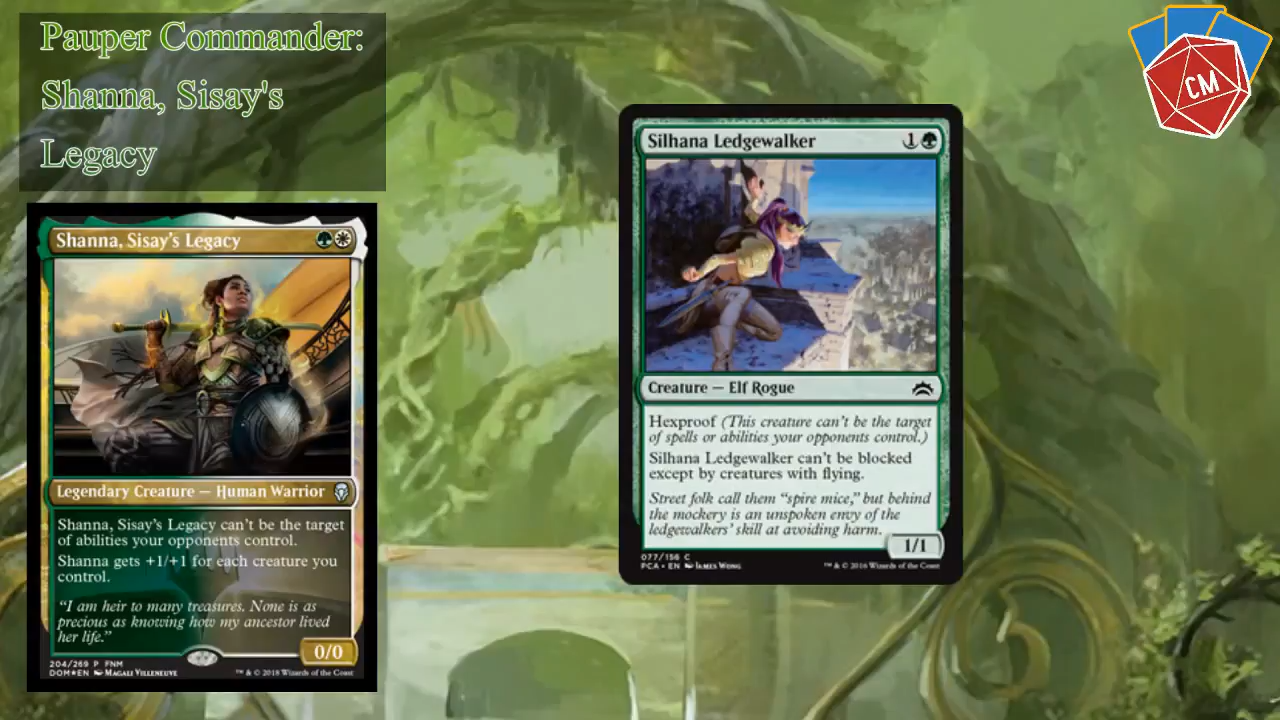 Pauper Commander:
Shanna, Sisay's
Legacy
CM
Shanna, Sisay's Legacy
Legendary Creature — Human Warrior
Shanna, Sisay's Legacy can't be the target
of abilities your opponents control.
Shanna gets +1/+1 for each creature you
control.
"I am heir to many treasures. None is as
precious as knowing how my ancestor lived
her life."
0/0
204/269 P FNM
DOM★EN Magali Villeneuve
™ & © 2018 Wizards of the Coast
Silhana Ledgewalker 1
Creature — Elf Rogue
Hexproof (This creature can't be the target
of spells or abilities your opponents control.)
Silhana Ledgewalker can't be blocked
except by creatures with flying.
Street folk call them "spire mice," but behind
the mockery is an unspoken envy of the
ledgewalkers' skill at avoiding harm.
1/1
077/156 C
PCA • EN James Wong
™ & © 2016 Wizards of the Coast